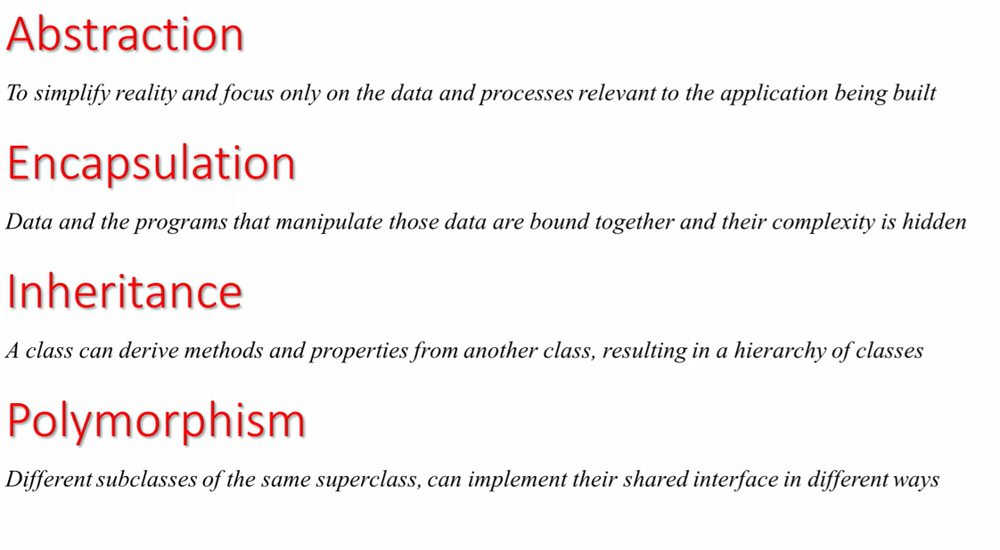 Abstraction
To simplify reality and focus only on the data and processes relevant to the application being built
Encapsulation
Data and the programs that manipulate those data are bound together and their complexity is hidden
Inheritance
A class can derive methods and properties from another class, resulting in a hierarchy of classes
Polymorphism
Different subclasses of the same superclass, can implement their shared interface in different ways